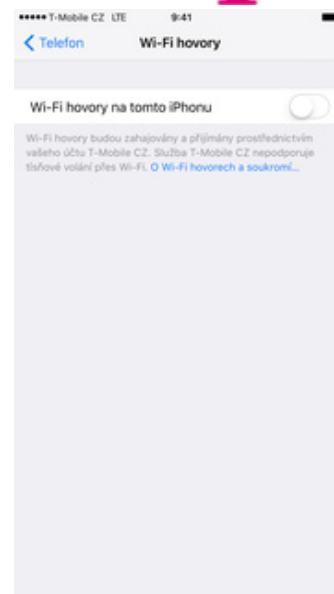 T-Mobile CZ LTE 9:41
Telefon Wi-Fi hovory
Wi-Fi hovory na tomto iPhonu
Wi-Fi hovory budou zahajovány a přijímány prostřednictvím
vašeho účtu T-Mobile CZ. Služba T-Mobile CZ nepodporuje
tísňové volání přes Wi-Fi. O Wi-Fi hovorech a soukromí...